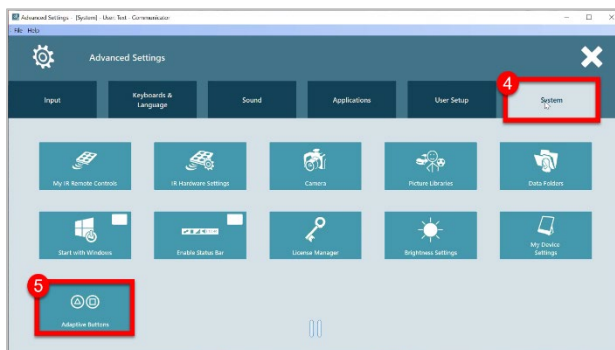 Advanced Settings - [System] - User: Test - Communicator
File Help
Advanced Settings
4
Input
Keyboards &
Language
Sound
Applications
User Setup
System
My IR Remote Controls
IR Hardware Settings
Camera
Picture Libraries
Data Folders
Start with Windows
Enable Status Bar
License Manager
Brightness Settings
My Device
Settings
5
Adaptive Buttons